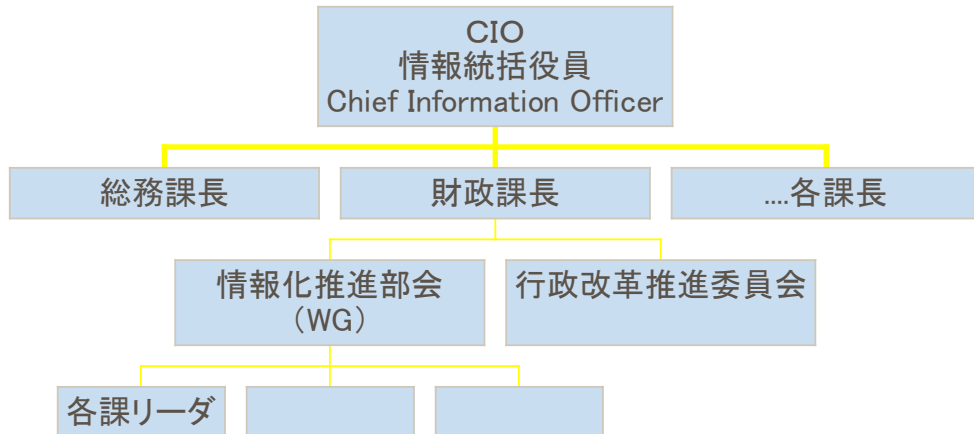 CIO
情報統括役員
Chief Information Officer
総務課長
財政課長
....各課長
情報化推進部会
（WG）
行政改革推進委員会
各課リーダ